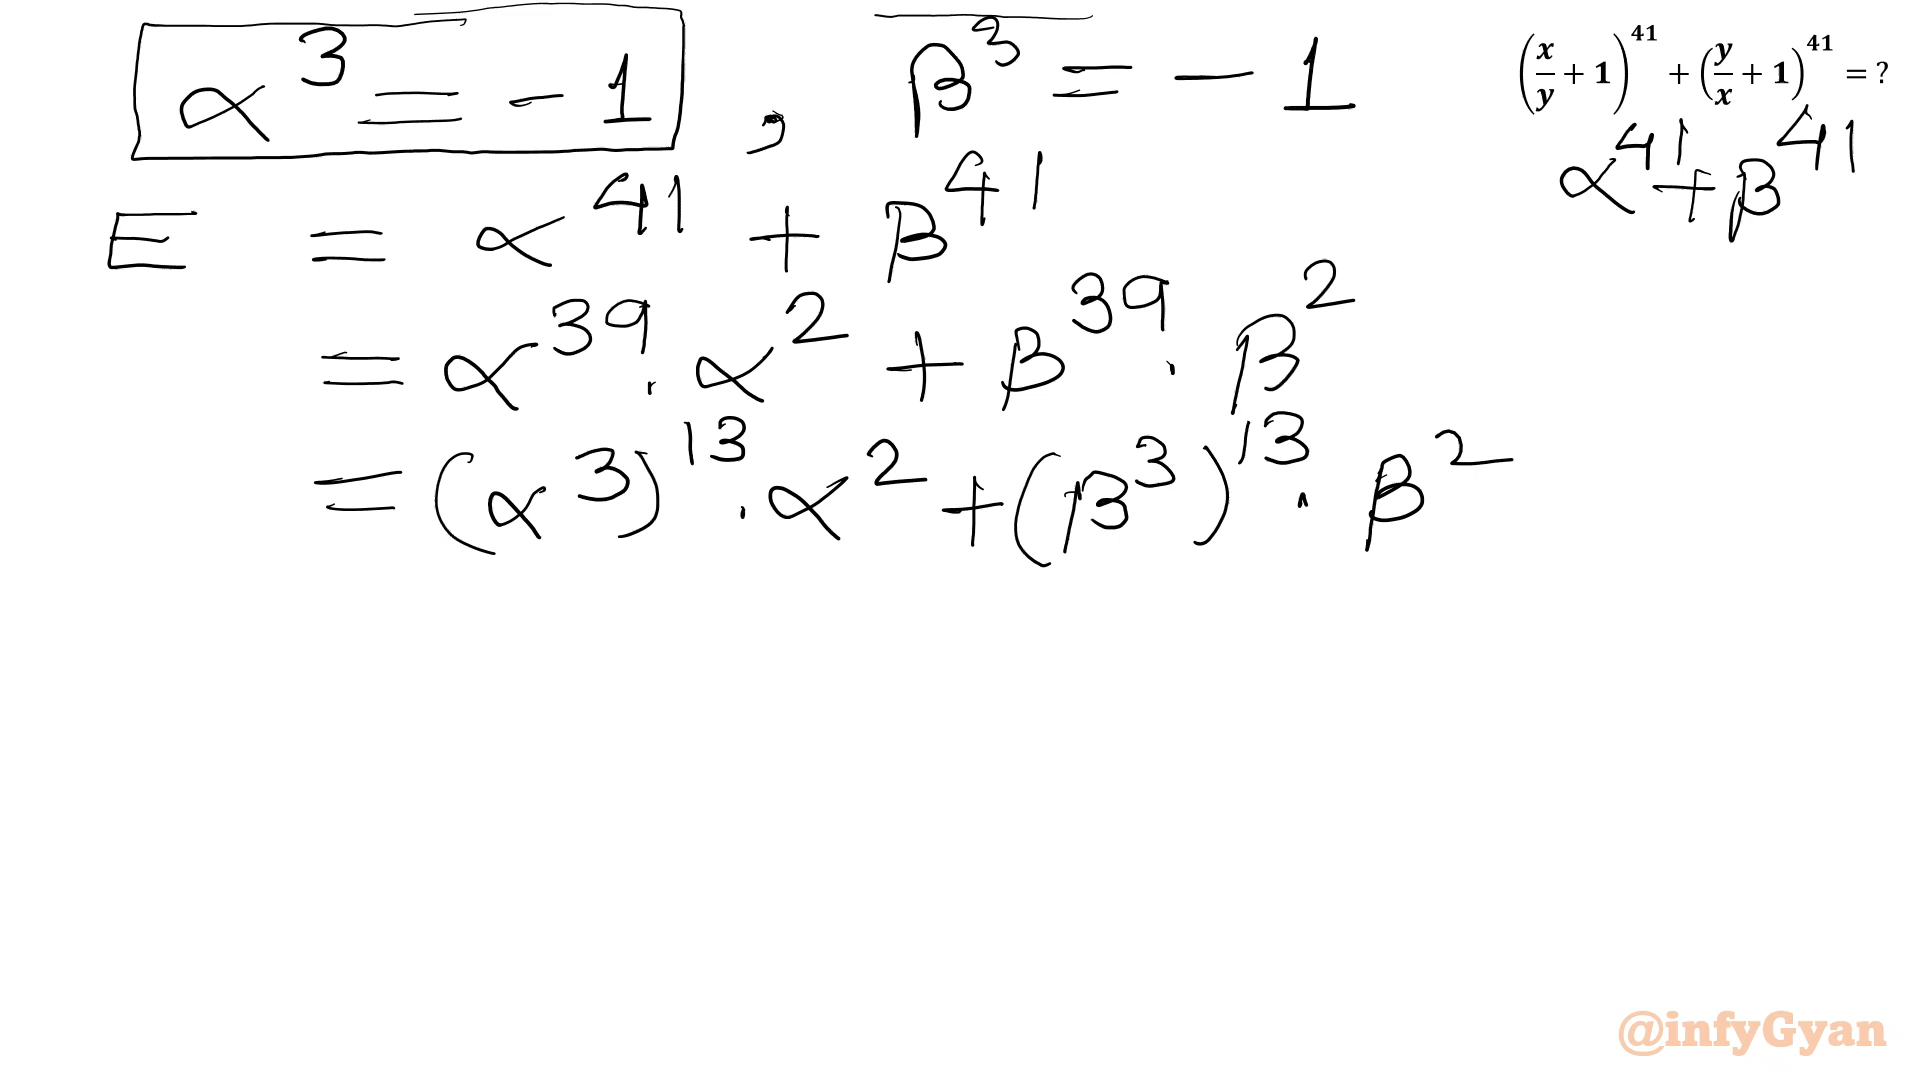 α³ = -1 , β³ = -1
(x/y + 1)⁴¹ + (y/x + 1)⁴¹ = ?
α⁴¹ + β⁴¹
E = α⁴¹ + β⁴¹
= α³⁹ . α² + β³⁹ . β²
= (α³)¹³ . α² + (β³)¹³ . β²
@infyGyan